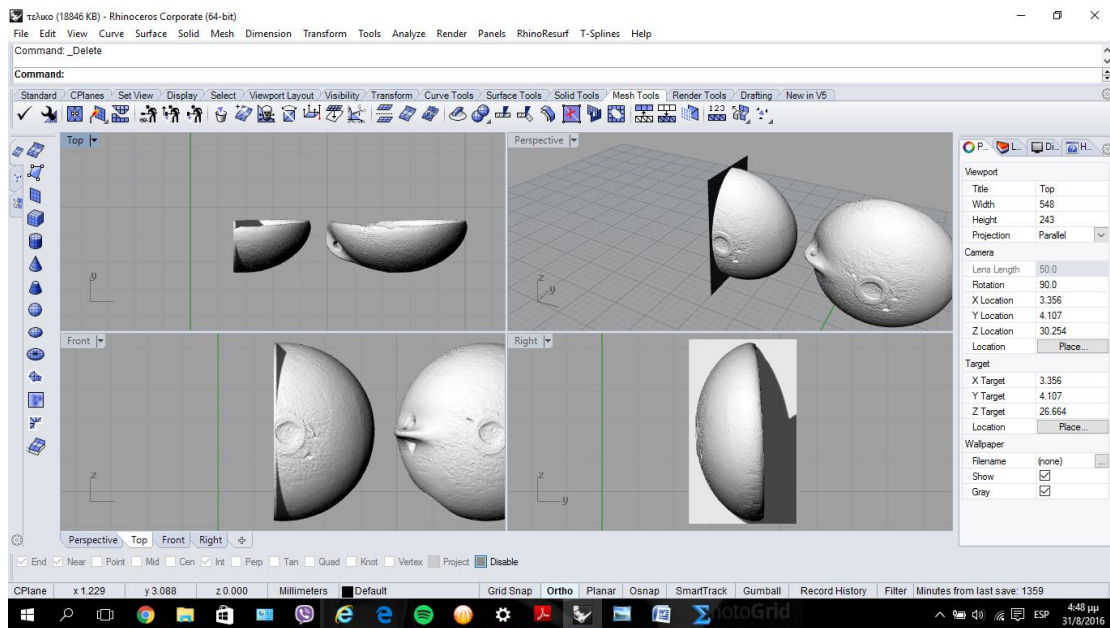 τελικο (18846 KB) - Rhinoceros Corporate (64-bit)
File Edit View Curve Surface Solid Mesh Dimension Transform Tools Analyze Render Panels RhinoResurf T-Splines Help
Command: _Delete
Command:
Standard CPlanes Set View Display Select Viewport Layout Visibility Transform Curve Tools Surface Tools Solid Tools Mesh Tools Render Tools Drafting New in V5
123
Top
Perspective
P... L... Di... H...
Viewport
Title Top
Width 548
Height 243
Projection Parallel
Camera
Lens Length 50.0
Rotation 90.0
X Location 3.356
Y Location 4.107
Z Location 30.254
Location Place...
Target
X Target 3.356
Y Target 4.107
Z Target 26.664
Location Place...
Wallpaper
Filename (none) ...
Show
Gray
y
z
y
Front
Right
z
z
y
Perspective Top Front Right
End Near Point Mid Cen Int Perp Tan Quad Knot Vertex Project Disable
CPlane x 1.229 y 3.088 z 0.000 Millimeters Default Grid Snap Ortho Planar Osnap SmartTrack Gumball Record History Filter Minutes from last save: 1359
ESP
4:48 μμ
31/8/2016